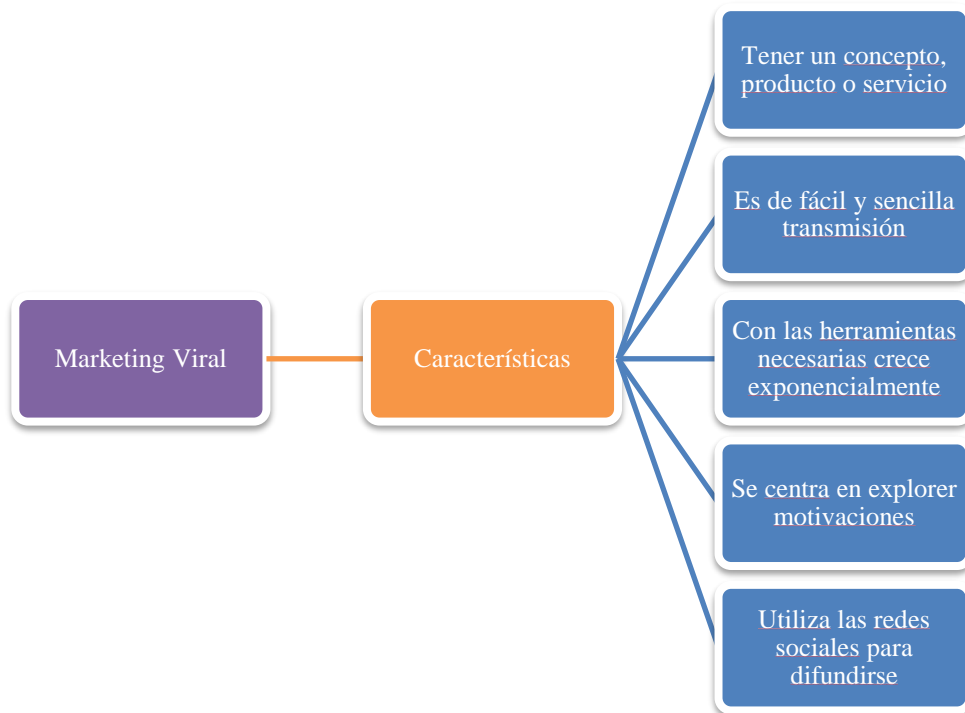 Marketing Viral
Características
Tener un concepto,
producto o servicio
Es de fácil y sencilla
transmisión
Con las herramientas
necesarias crece
exponencialmente
Se centra en explorer
motivaciones
Utiliza las redes
sociales para
difundirse